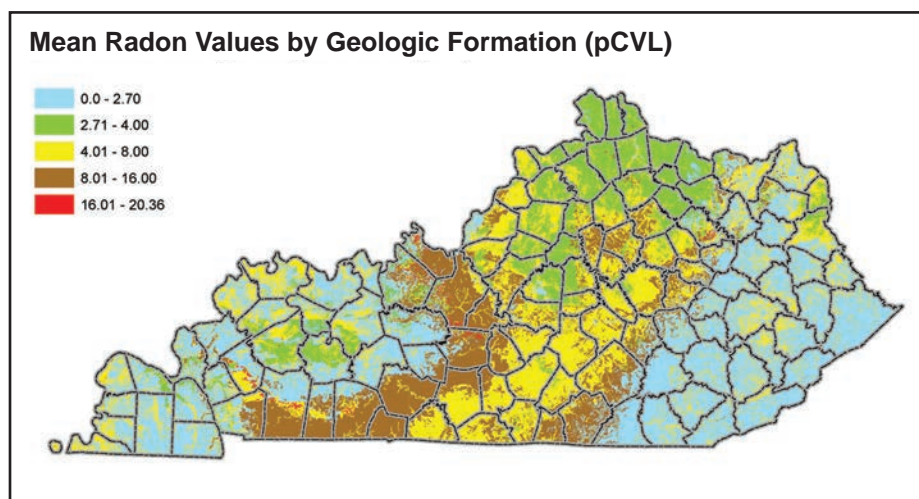 Mean Radon Values by Geologic Formation (pCVL)
0.0 - 2.70
2.71 - 4.00
4.01 - 8.00
8.01 - 16.00
16.01 - 20.36